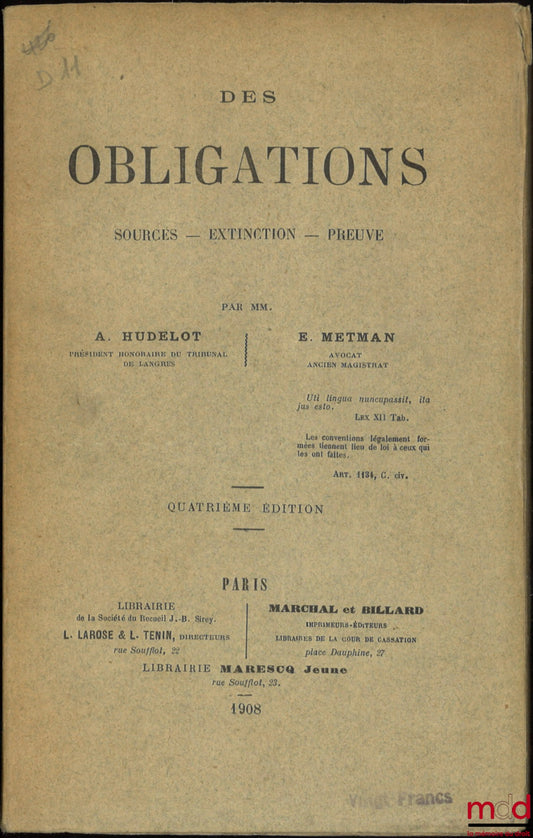 D 11
DES
OBLIGATIONS
SOURCES — EXTINCTION — PREUVE
PAR MM.
A. HUDELOT
PRÉSIDENT HONORAIRE DU TRIBUNAL
DE LANGRES
E. METMAN
AVOCAT
ANCIEN MAGISTRAT
Uti lingua nuncupassit, ita
jus esto.
LEX XII TAB.
Les conventions légalement for-
mées tiennent lieu de loi à ceux qui
les ont faites.
ART. 1134, C. civ.
QUATRIÈME ÉDITION
PARIS
LIBRAIRIE
de la Société du Recueil J.-B. Sirey.
L. LAROSE & L. TENIN, DIRECTEURS
rue Soufflot, 22
MARCHAL et BILLARD
IMPRIMEURS-ÉDITEURS
LIBRAIRES DE LA COUR DE CASSATION
place Dauphine, 27
LIBRAIRIE MARESCQ Jeune
rue Soufflot, 23.
1908
Vingt Francs
mdd